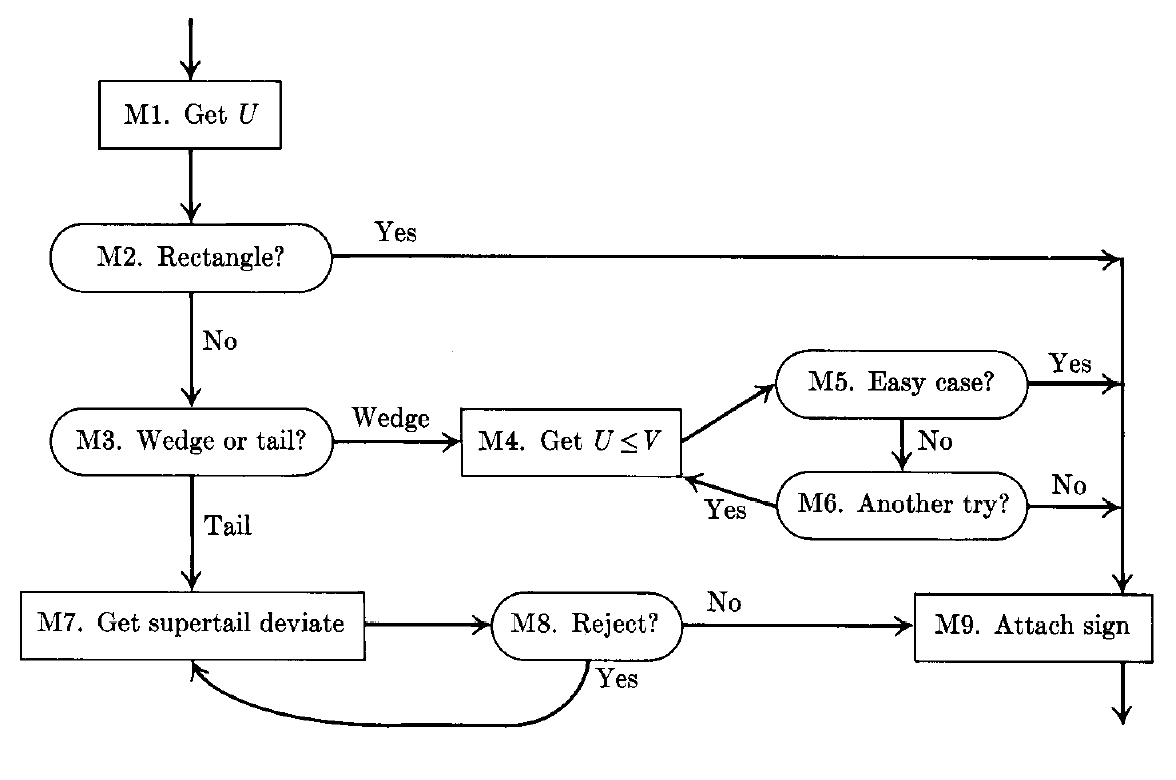 M1. Get U
M2. Rectangle?
Yes
No
M3. Wedge or tail?
Wedge
M4. Get U ≤ V
M5. Easy case?
Yes
No
M6. Another try?
Yes
No
Tail
M7. Get supertail deviate
M8. Reject?
No
Yes
M9. Attach sign